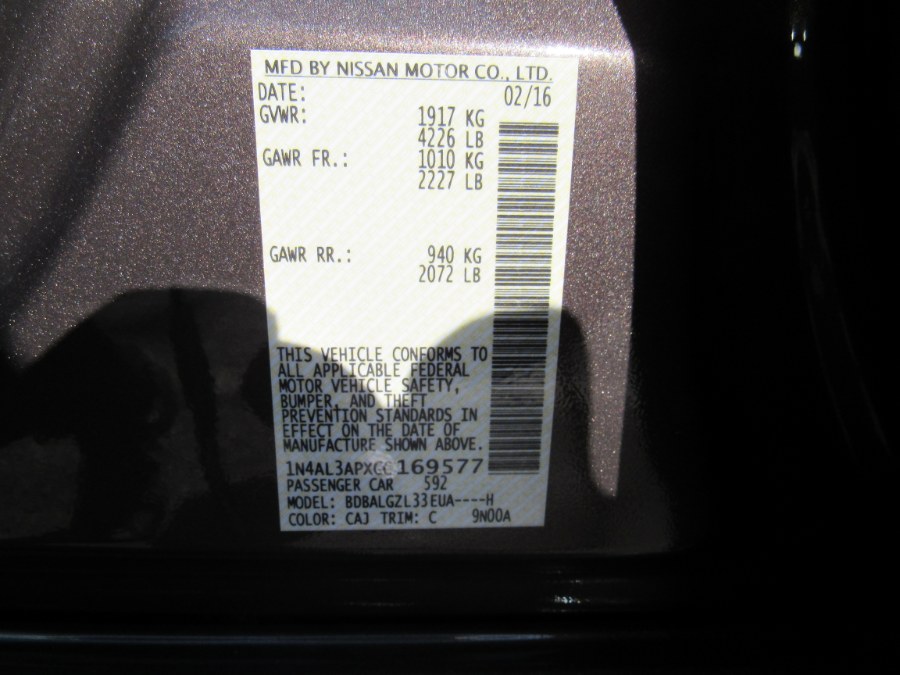 MFD BY NISSAN MOTOR CO., LTD.
DATE: 02/16
GVWR: 1917 KG
4226 LB
GAWR FR.: 1010 KG
2227 LB
GAWR RR.: 940 KG
2072 LB
THIS VEHICLE CONFORMS TO
ALL APPLICABLE FEDERAL
MOTOR VEHICLE SAFETY,
BUMPER, AND THEFT
PREVENTION STANDARDS IN
EFFECT ON THE DATE OF
MANUFACTURE SHOWN ABOVE.
1N4AL3APXGC169577
PASSENGER CAR 592
MODEL: BDBALGZL33EUA----H
COLOR: CAJ TRIM: C 9N00A